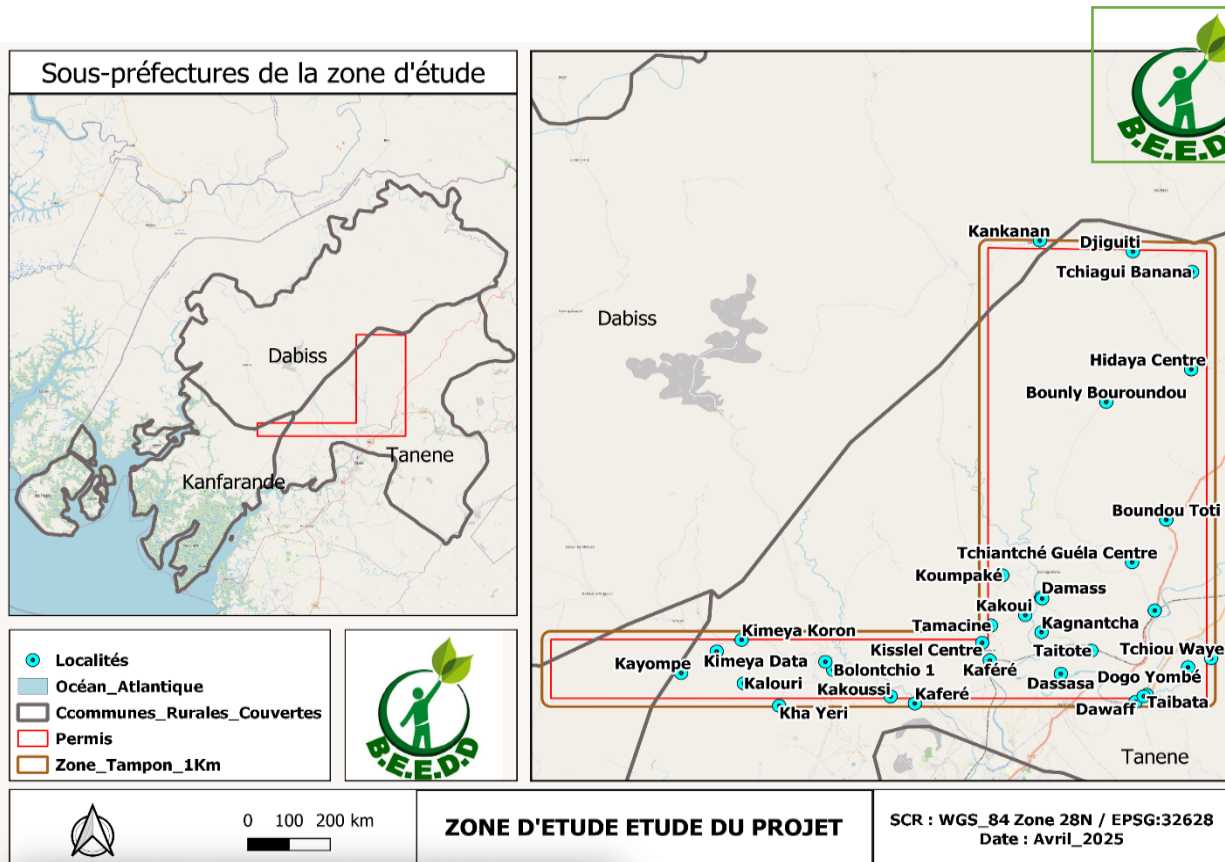 Sous-préfectures de la zone d'étude
Dabiss
Kanfarande
Tanene
B.E.E.D
Kankanan
Djiguiti
Tchiagui Banana
Dabiss
Hidaya Centre
Bounly Bouroundou
Boundou Toti
Tchiantché Guéla Centre
Koumpaké
Damass
Kakoui
Tamacine
Kagnantcha
Kimeya Koron
Kisslel Centre
Taitote
Tchiou Waye
Kimeya Data
Kaféré
Kayompe
Bolontchio 1
Dogo Yombé
Kalouri
Dassasa
Kakoussi
Kaferé
Taibata
Kha Yeri
Dawaff
Tanene
Localités
Océan_Atlantique
Ccommunes_Rurales_Couvertes
Permis
Zone_Tampon_1Km
B.E.E.D.D
0 100 200 km
ZONE D'ETUDE ETUDE DU PROJET
SCR : WGS_84 Zone 28N / EPSG:32628
Date : Avril_2025